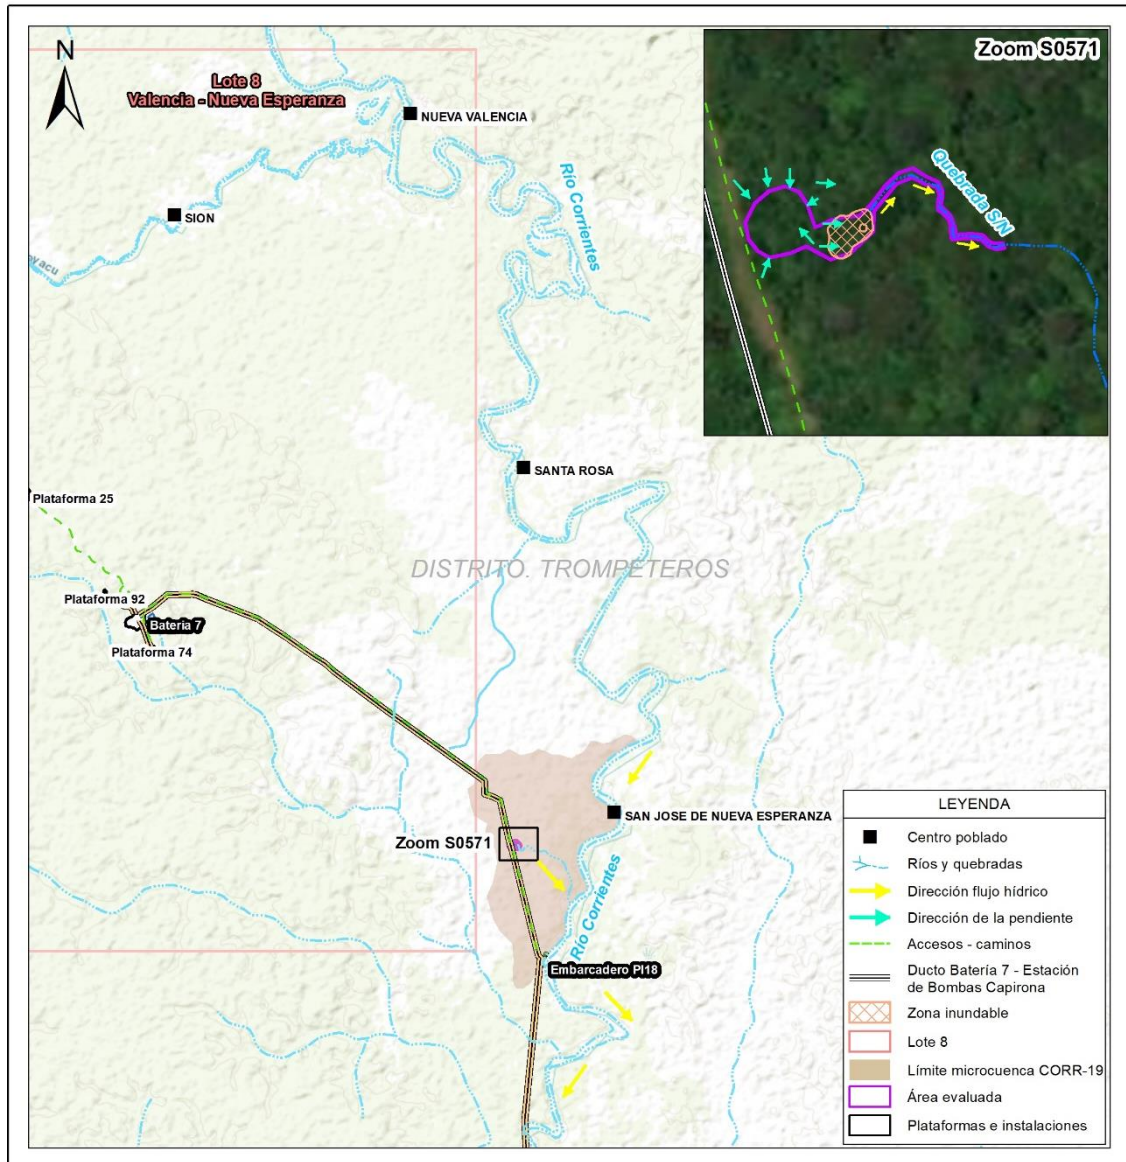 N
Lote 8
Valencia - Nueva Esperanza
NUEVA VALENCIA
SION
Río Corrientes
Zoom S0571
Quebrada S/N
SANTA ROSA
Plataforma 25
DISTRITO. TROMPETEROS
Plataforma 92
Bateria 7
Plataforma 74
SAN JOSE DE NUEVA ESPERANZA
Zoom S0571
Río Corrientes
Embarcadero PI18
LEYENDA
Centro poblado
Ríos y quebradas
Dirección flujo hídrico
Dirección de la pendiente
Accesos - caminos
Ducto Batería 7 - Estación
de Bombas Capirona
Zona inundable
Lote 8
Límite microcuenca CORR-19
Área evaluada
Plataformas e instalaciones